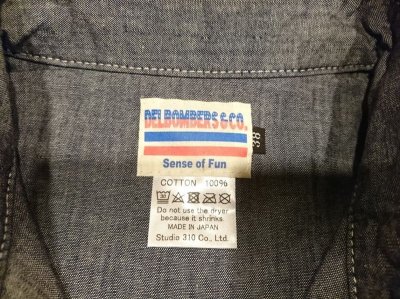 DELBOMBERS&CO.
Sense of Fun
38
COTTON 100%
Do not use the dryer
because it shrinks.
MADE IN JAPAN
Studio 310 Co., Ltd.